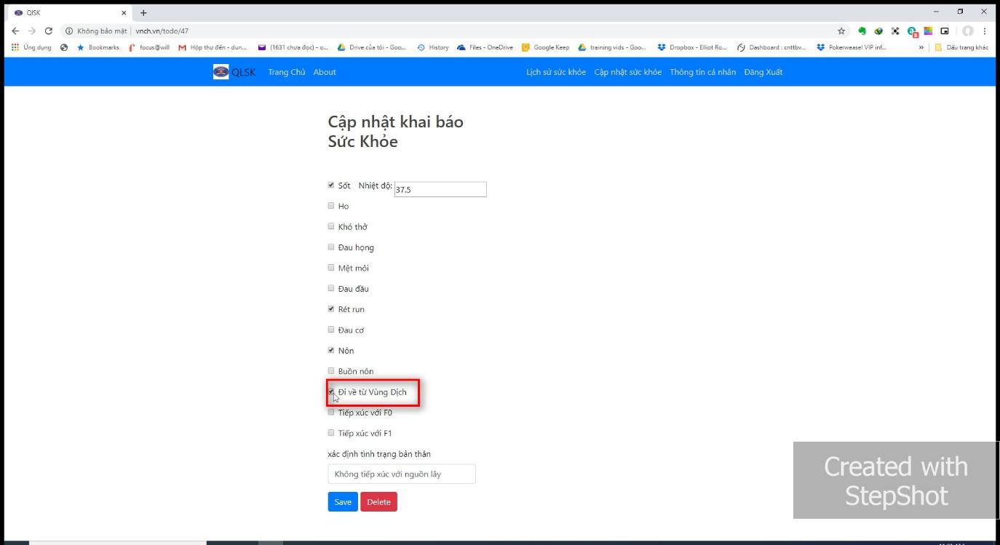 QlSK
Không bảo mật | vnch.vn/todo/47
Ứng dụng Bookmarks focus@will Hộp thư đến - dun... (1631 chưa đọc) - o... Drive của tôi - Goo... History Files - OneDrive Google Keep training vids - Goo... Dropbox - Elliot Ro... Dashboard : cnttbv... Pokerweasel VIP inf... » Dấu trang khác
QLSK Trang Chủ About Lịch sử sức khỏe Cập nhật sức khỏe Thông tin cá nhân Đăng Xuất
Cập nhật khai báo
Sức Khỏe
Sốt Nhiệt độ: 37.5
Ho
Khó thở
Đau họng
Mệt mỏi
Đau đầu
Rét run
Đau cơ
Nôn
Buồn nôn
Đi về từ Vùng Dịch
Tiếp xúc với F0
Tiếp xúc với F1
xác định tình trạng bản thân
Không tiếp xúc với nguồn lây
Save Delete
Created with
StepShot